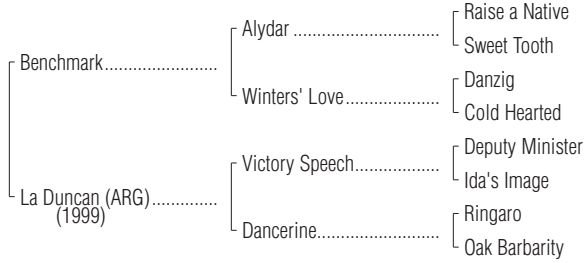 Raise a Native
Alydar ..................................
Sweet Tooth
Benchmark..........................
Danzig
Winters' Love......................
Cold Hearted
Deputy Minister
Victory Speech....................
Ida's Image
La Duncan (ARG)...............
(1999)
Ringaro
Dancerine............................
Oak Barbarity